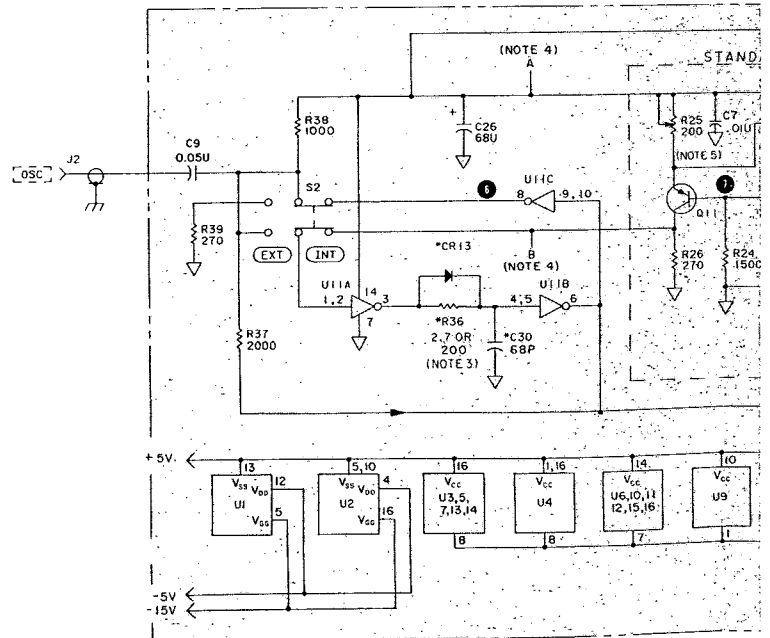 (NOTE 4)
A
STAND
R38
1000
C9
0.05U
+
C26
68U
R25
200
(NOTE 5)
C7
.01U
J2
OSC
S2
6
U11C
8
9,10
7
Q11
R39
270
EXT
INT
*CR13
B
(NOTE 4)
R26
270
R24
1500
U11A
14
1,2
3
7
U11B
4,5
6
*R36
2.7 OR
200
(NOTE 3)
*C30
68P
R37
2000
+5V
13
12
VSS
VDD
U1
VGG
5
5,10
4
VSS
VDD
U2
VGG
16
16
VCC
U3,5,
7,13,14
8
1,16
VCC
U4
8
14
VCC
U6,10,11
12,15,16
7
10
VCC
U9
1
-5V
-15V